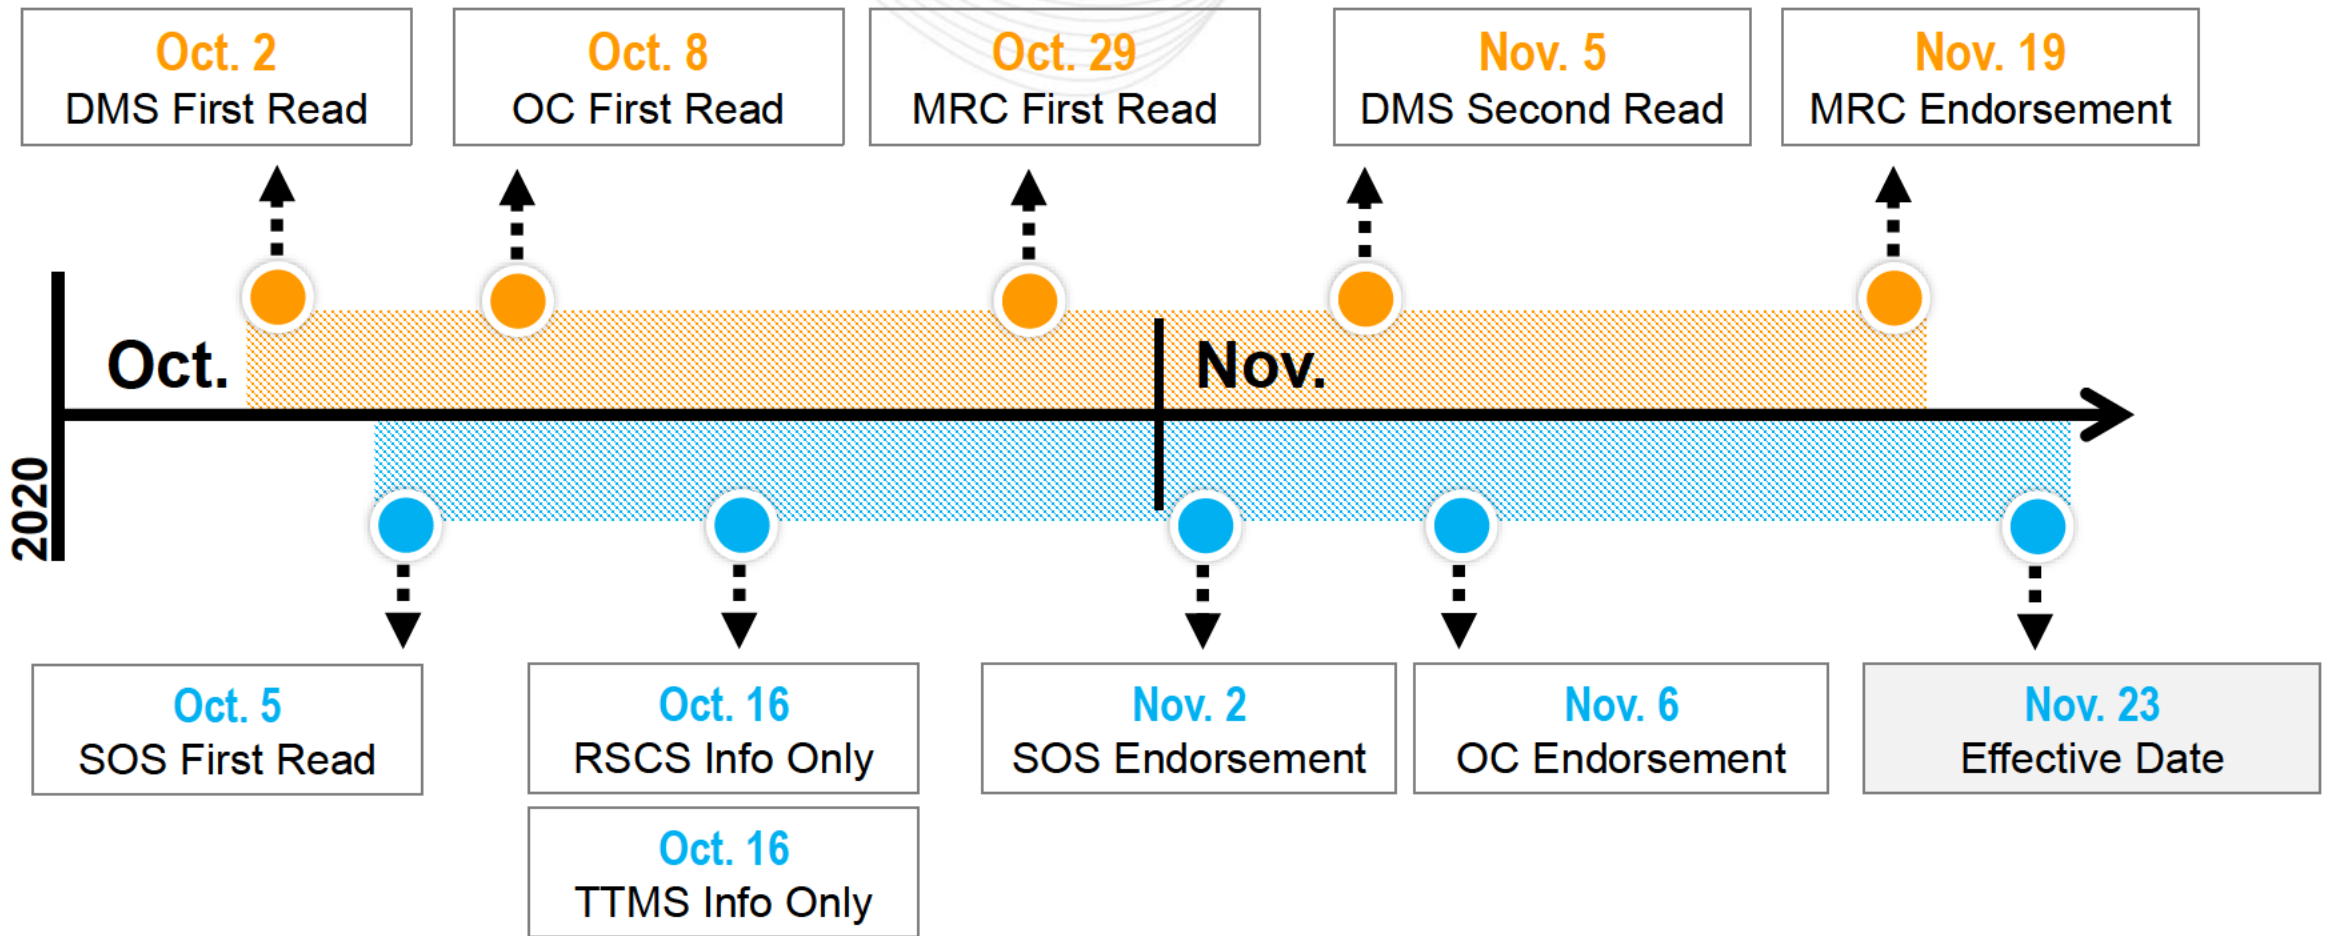 Oct. 2
DMS First Read
Oct. 8
OC First Read
Oct. 29
MRC First Read
Nov. 5
DMS Second Read
Nov. 19
MRC Endorsement
Oct.
Nov.
2020
Oct. 5
SOS First Read
Oct. 16
RSCS Info Only
Oct. 16
TTMS Info Only
Nov. 2
SOS Endorsement
Nov. 6
OC Endorsement
Nov. 23
Effective Date